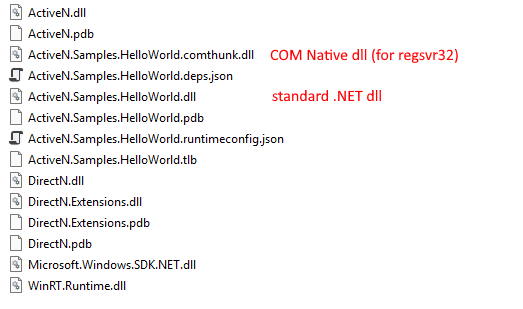 ActiveN.dll
ActiveN.pdb
ActiveN.Samples.HelloWorld.comthunk.dll COM Native dll (for regsvr32)
ActiveN.Samples.HelloWorld.deps.json
ActiveN.Samples.HelloWorld.dll standard .NET dll
ActiveN.Samples.HelloWorld.pdb
ActiveN.Samples.HelloWorld.runtimeconfig.json
ActiveN.Samples.HelloWorld.tlb
DirectN.dll
DirectN.Extensions.dll
DirectN.Extensions.pdb
DirectN.pdb
Microsoft.Windows.SDK.NET.dll
WinRT.Runtime.dll